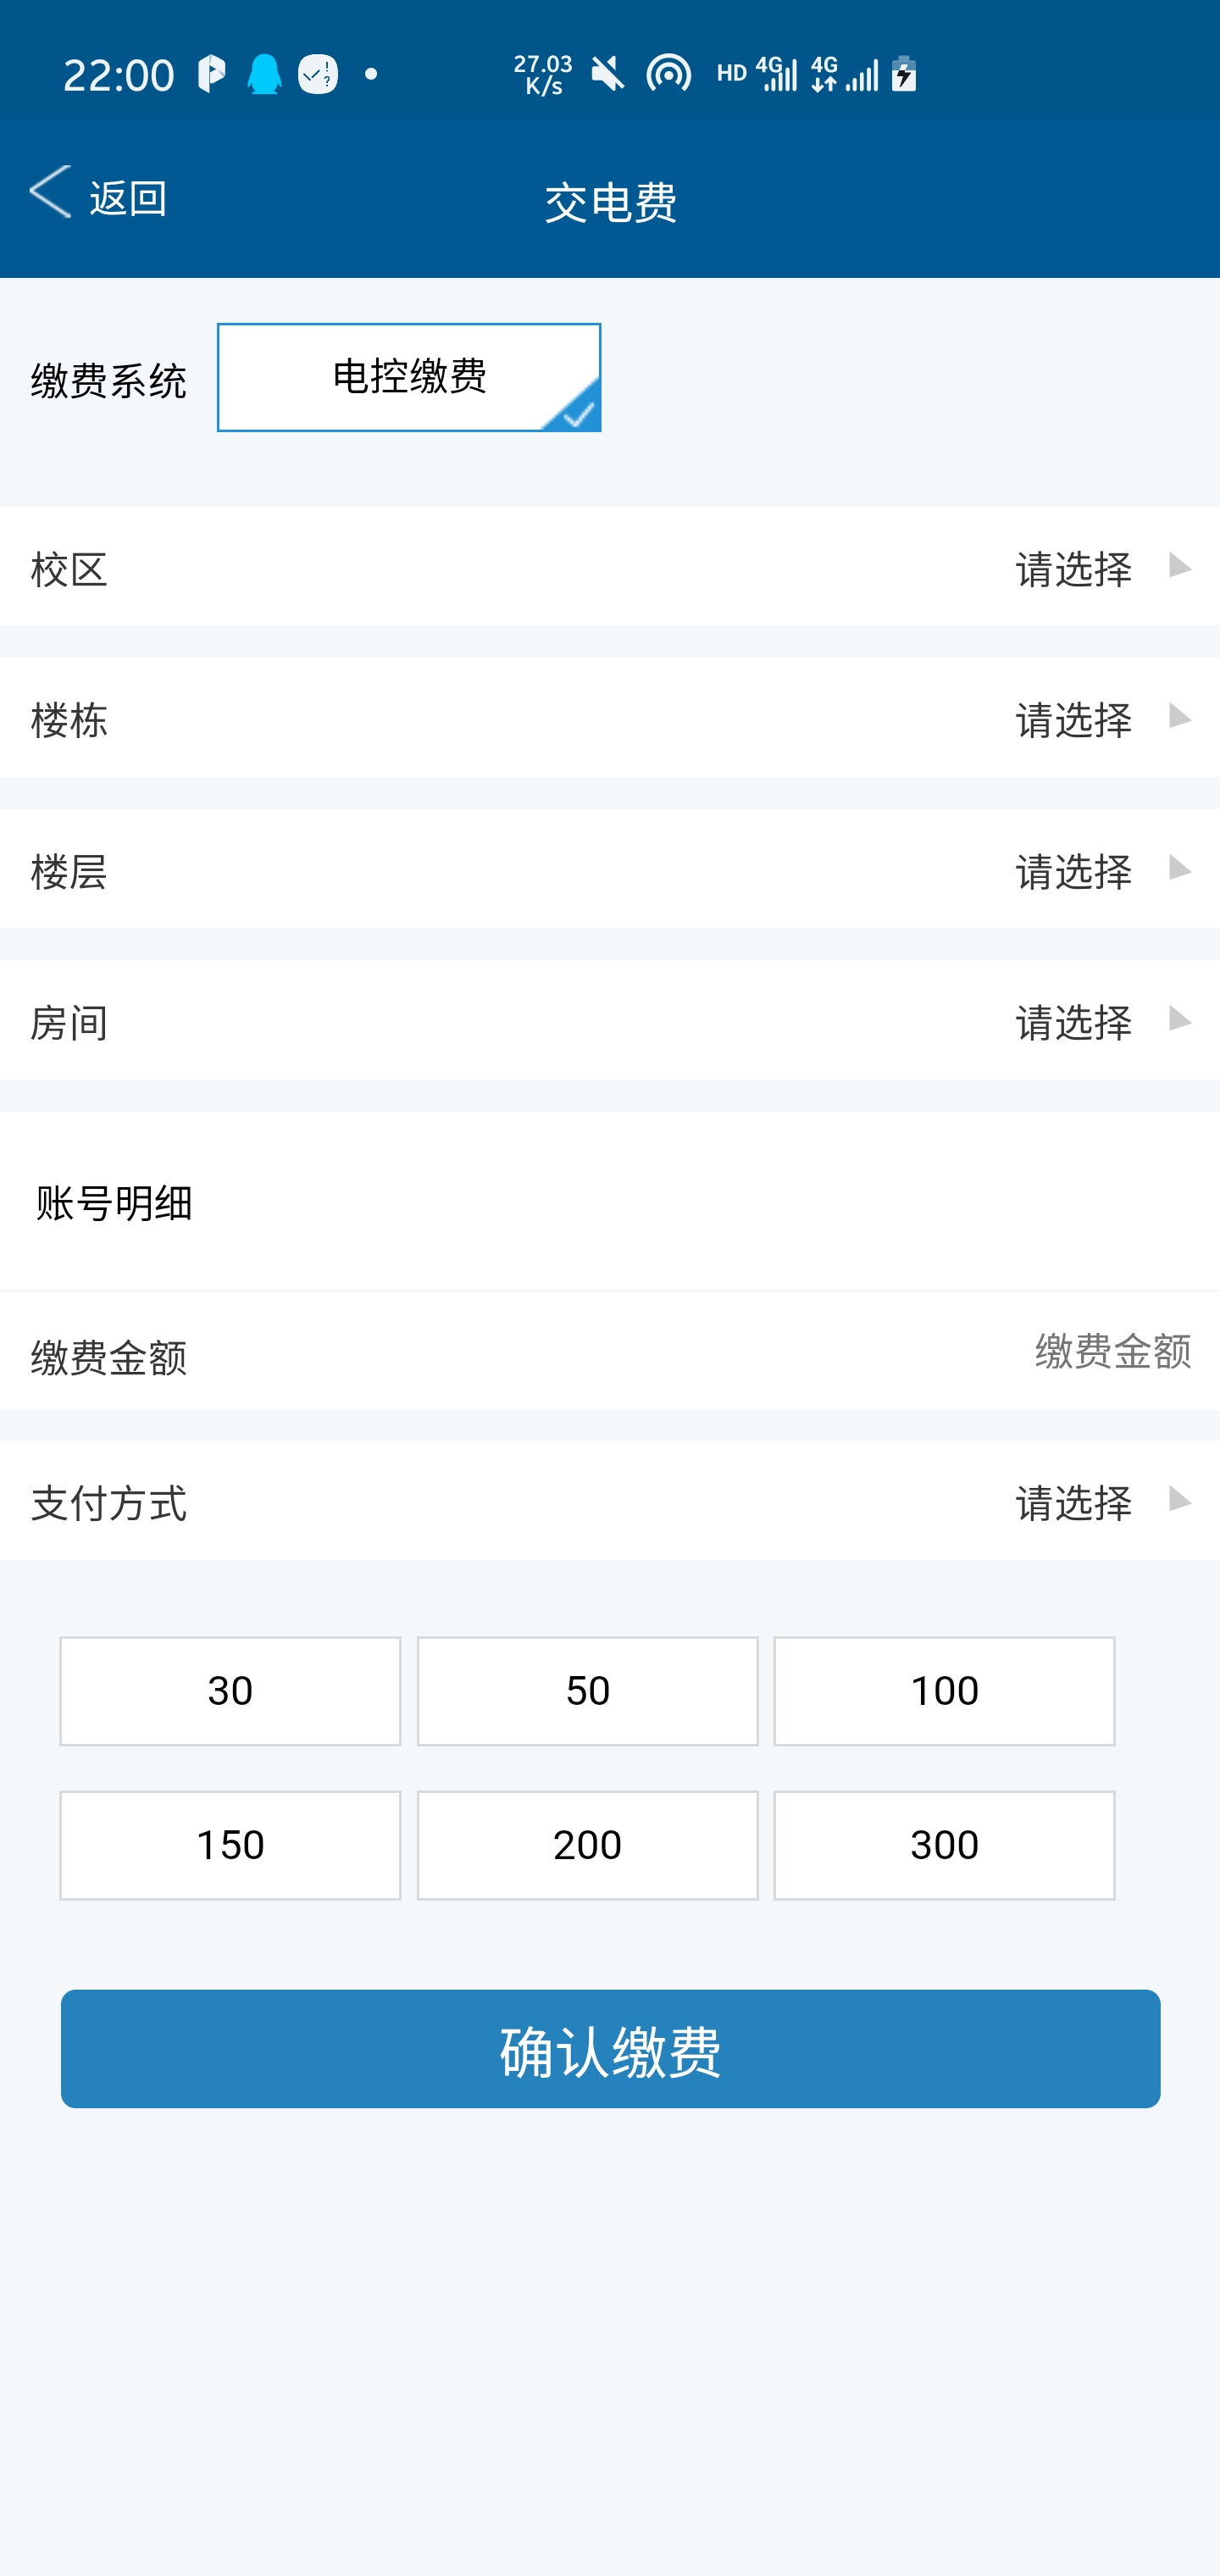 22:00
27.03
K/s
HD 4G 4G
返回
交电费
缴费系统 电控缴费
校区 请选择
楼栋 请选择
楼层 请选择
房间 请选择
账号明细
缴费金额 缴费金额
支付方式 请选择
30 50 100
150 200 300
确认缴费